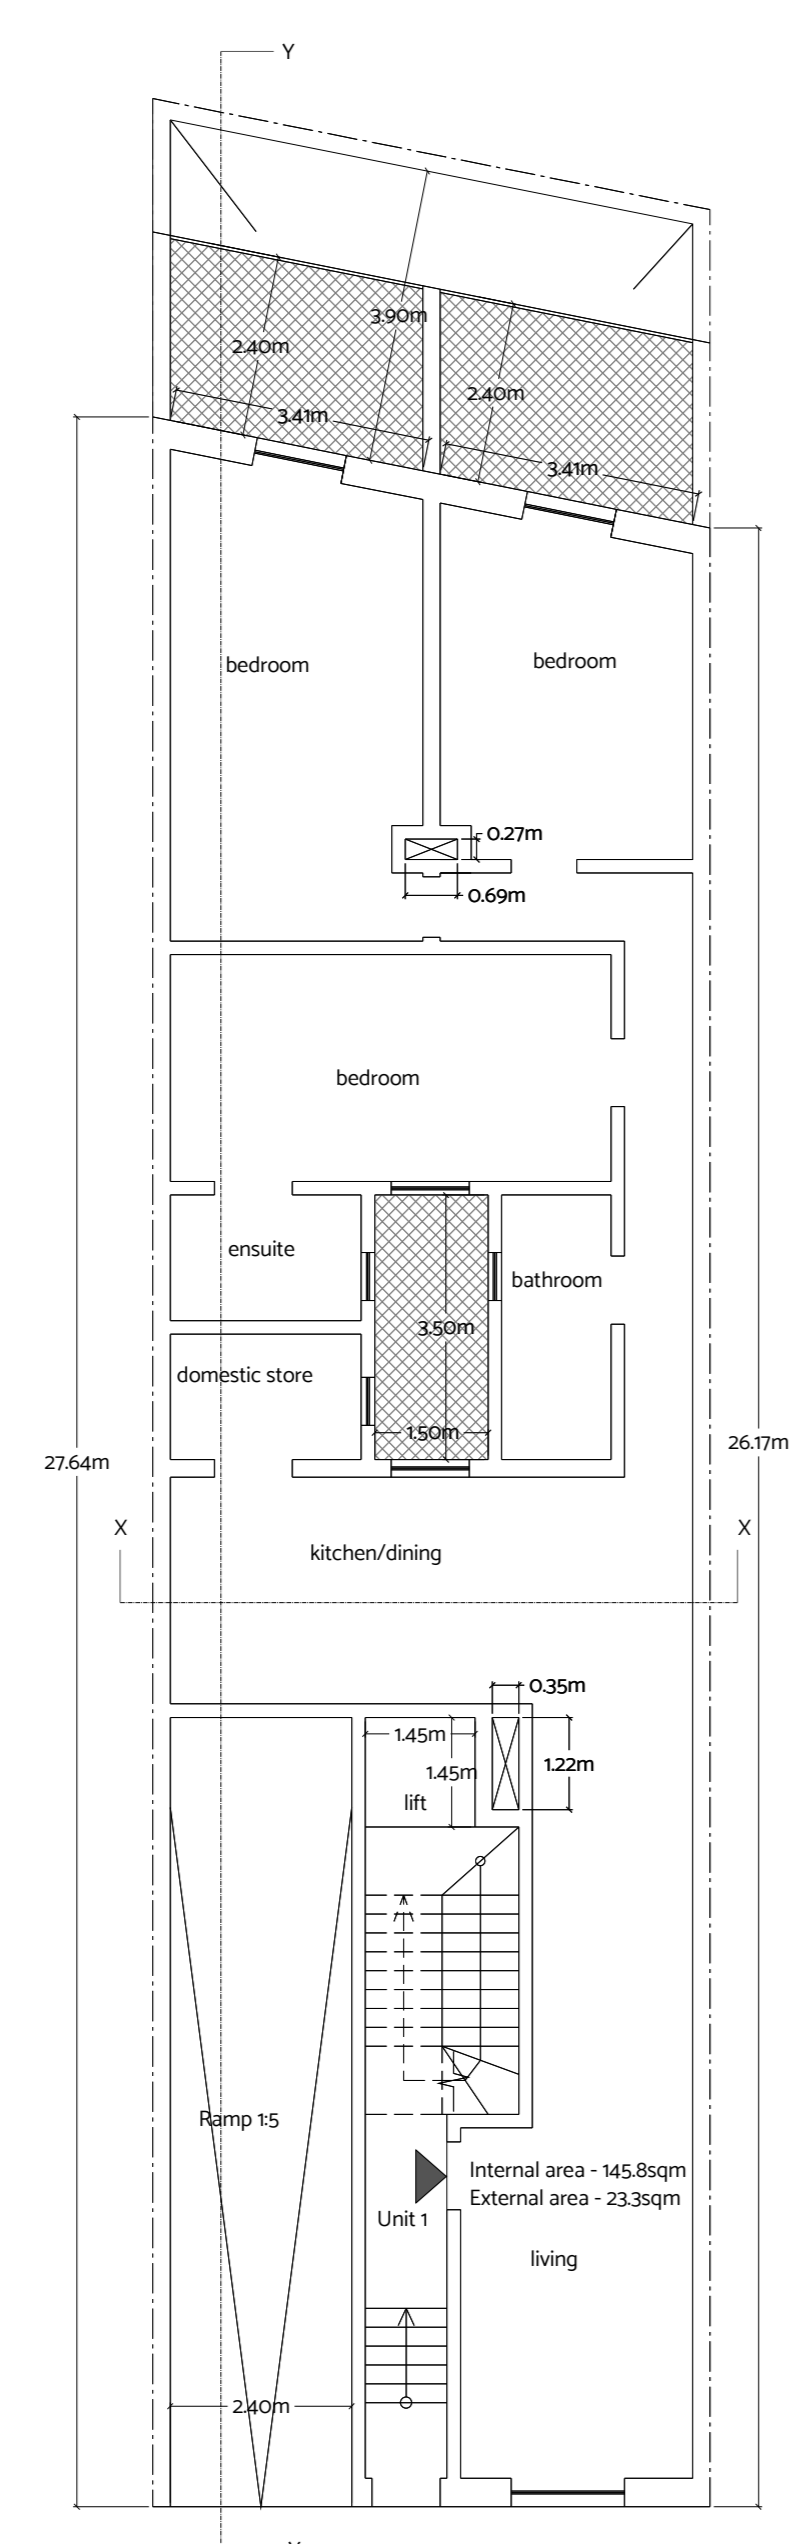 Y
3.90m
2.40m
2.40m
3.41m
3.41m
bedroom
bedroom
0.27m
0.69m
bedroom
ensuite
bathroom
3.50m
domestic store
1.50m
26.17m
27.64m
X
X
kitchen/dining
0.35m
1.45m
1.22m
1.45m
lift
Ramp 1:5
Internal area - 145.8sqm
External area - 23.3sqm
Unit 1
living
2.40m